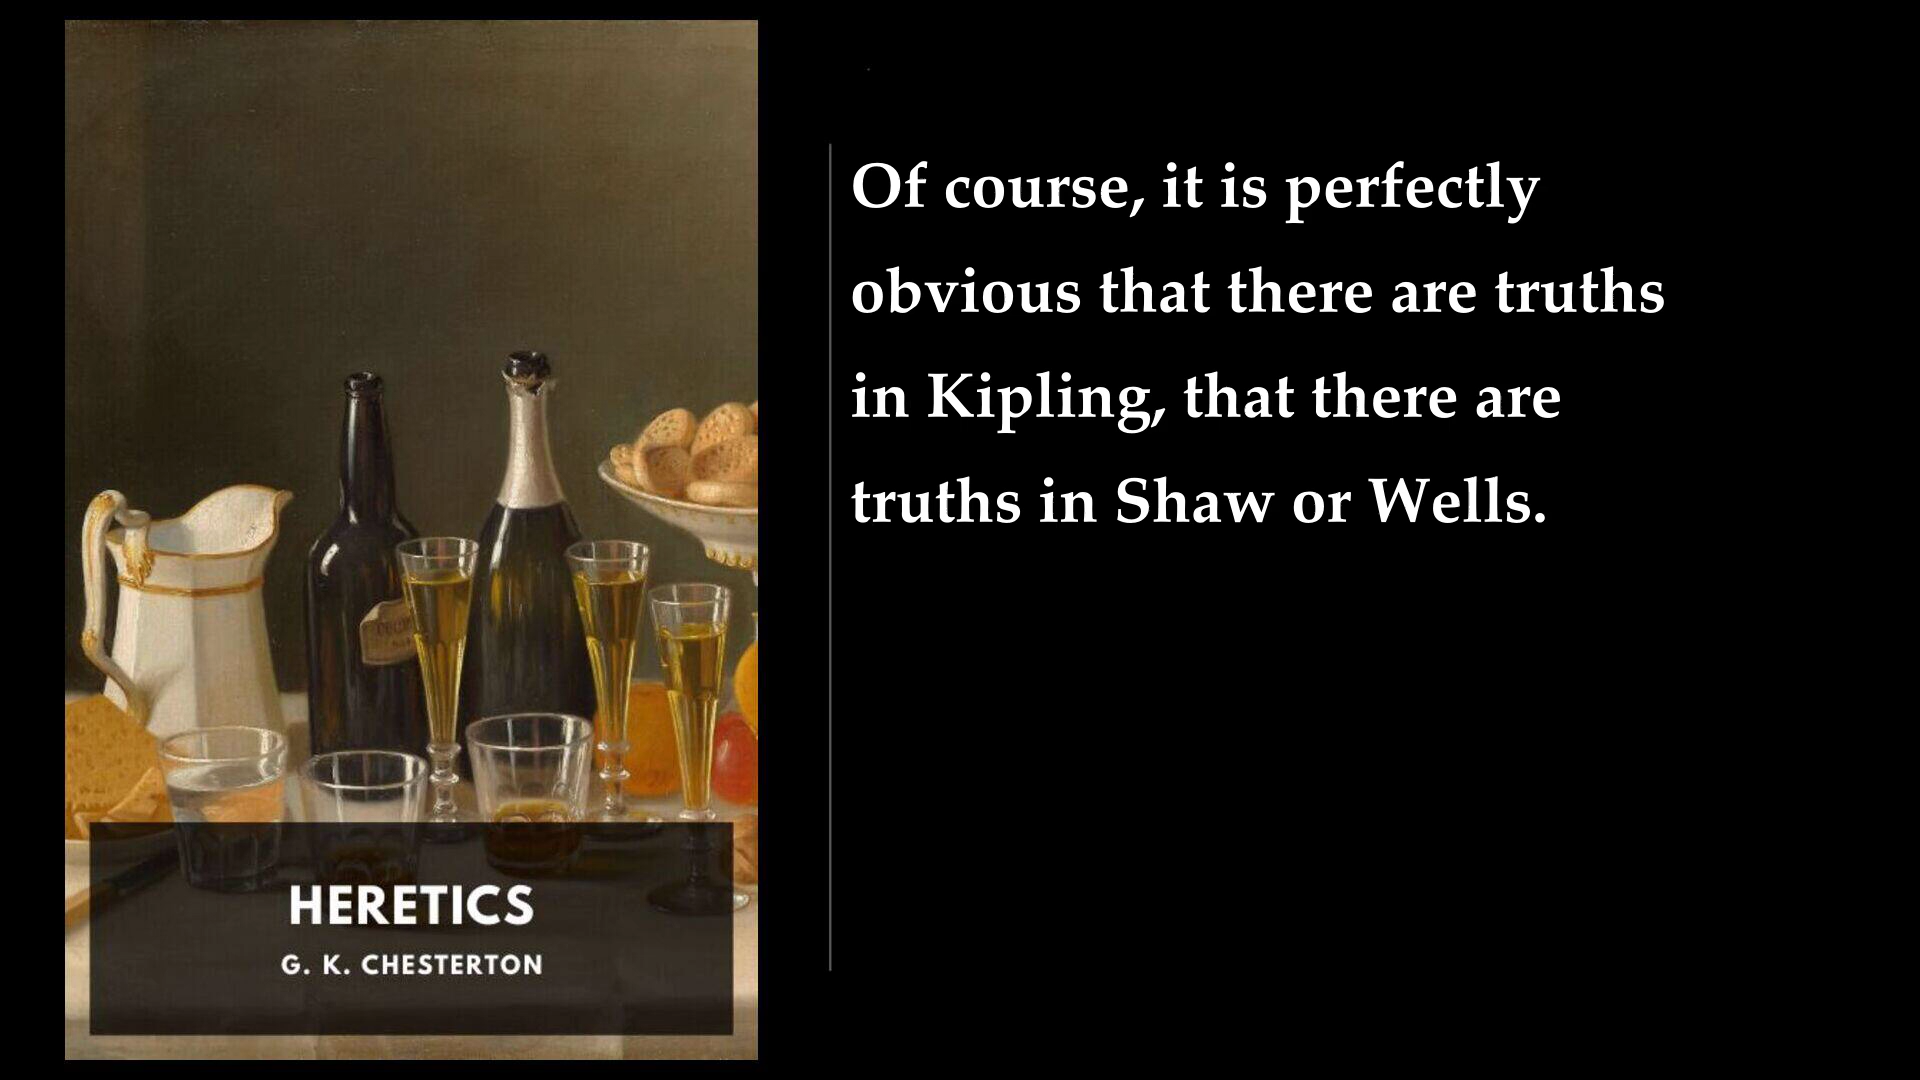 HERETICS
G. K. CHESTERTON
Of course, it is perfectly
obvious that there are truths
in Kipling, that there are
truths in Shaw or Wells.